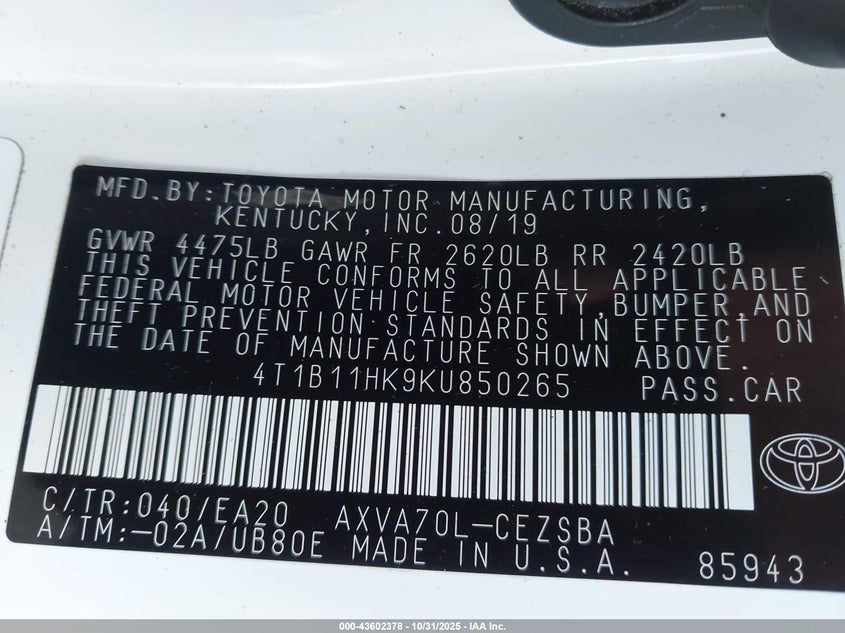 MFD.BY:TOYOTA MOTOR MANUFACTURING,
KENTUCKY,INC.08/19
GVWR 4475LB GAWR FR 2620LB RR 2420LB
THIS VEHICLE CONFORMS TO ALL APPLICABLE
FEDERAL MOTOR VEHICLE SAFETY,BUMPER,AND
THEFT PREVENTION STANDARDS IN EFFECT ON
THE DATE OF MANUFACTURE SHOWN ABOVE.
4T1B11HK9KU850265 PASS.CAR
C/TR:040/EA20 AXVA70L-CEZSBA
A/TM:-02A/UB80E MADE IN U.S.A. 85943
000-43602378 | 10/31/2025 - IAA Inc.